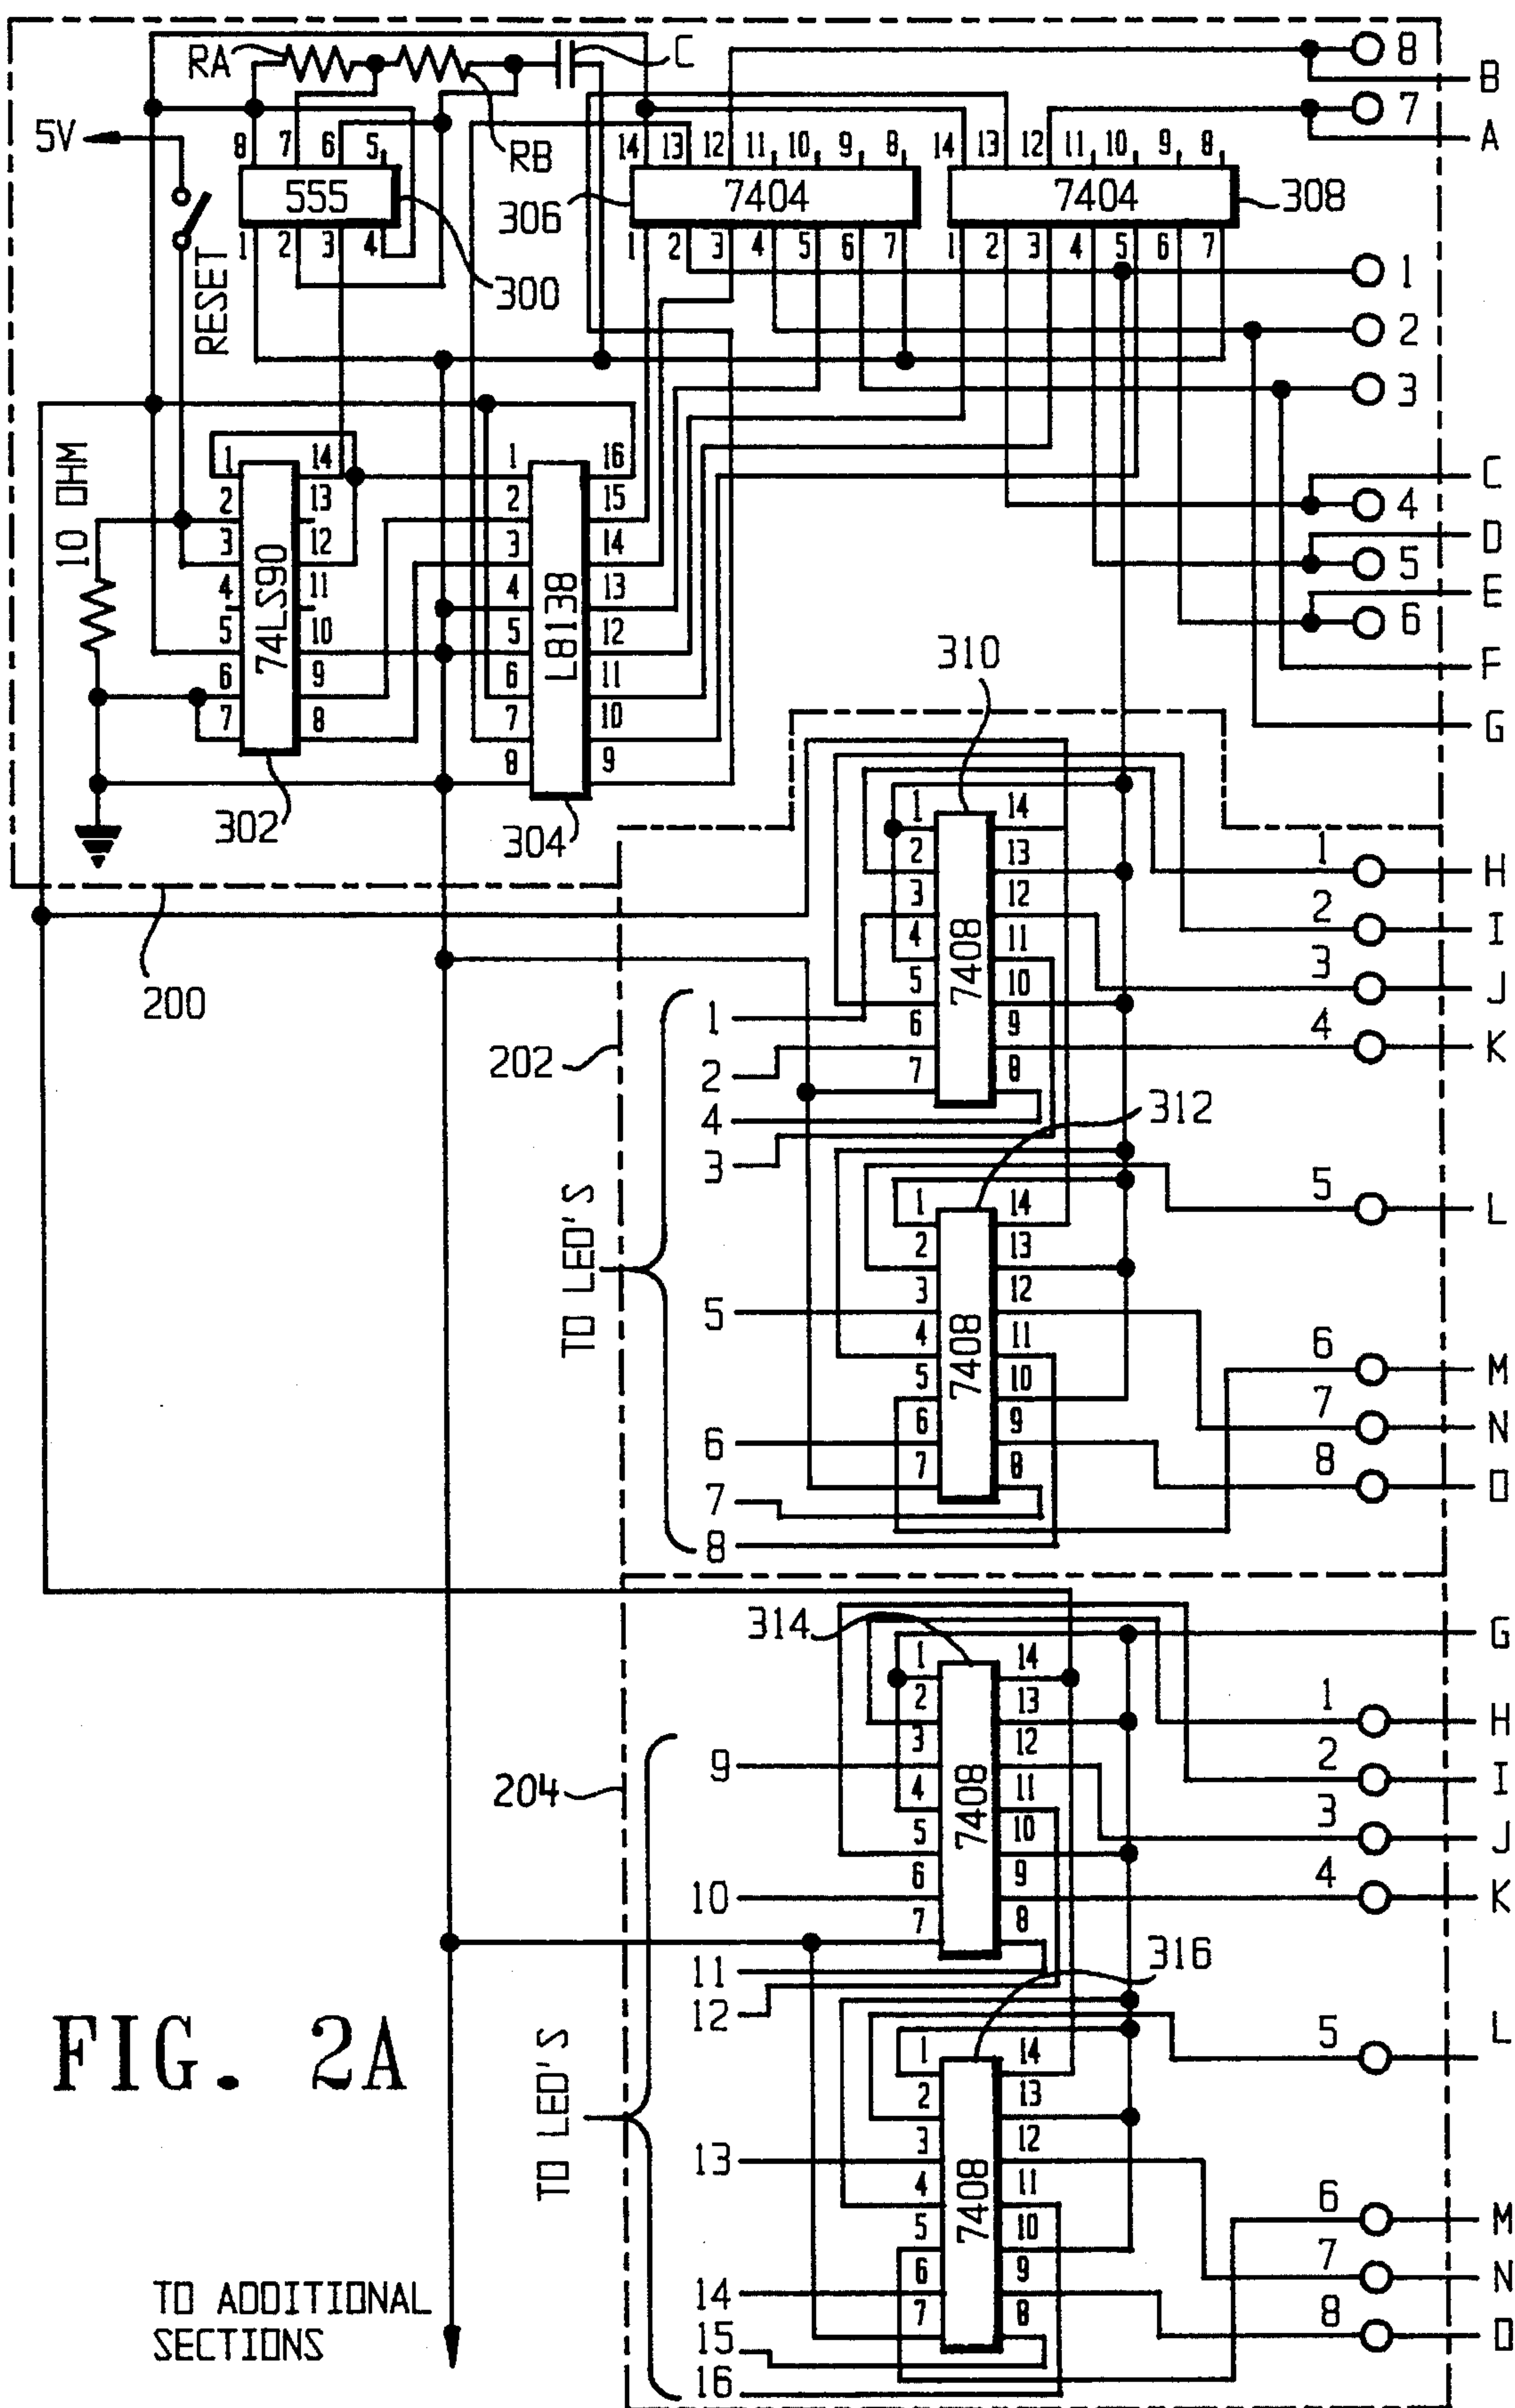 RA
C
8
B
7
A
5V
RB
8 7 6 5
14 13 12 11 10 9 8
14 13 12 11 10 9 8
555
7404
7404
306
308
1 2 3 4
1 2 3 4 5 6 7
1 2 3 4 5 6 7
300
RESET
1
2
3
10 OHM
1 14
2 13
3 12
4 11
5 10
6 9
7 8
74LS90
302
1 16
2 15
3 14
4 13
5 12
6 11
7 10
8 9
L8138
304
C
4
D
5
E
6
F
G
200
310
1 14
2 13
3 12
4 11
5 10
6 9
7 8
7408
1 H
2 I
3 J
4 K
202
1
2
4
3
312
TO LED'S
1 14
2 13
3 12
4 11
5 10
6 9
7 8
7408
5 L
5
6
7
8
6 M
7 N
8 O
314
G
1 14
2 13
3 12
4 11
5 10
6 9
7 8
7408
1 H
2 I
3 J
4 K
204
9
10
11
12
316
FIG. 2A
TO LED'S
1 14
2 13
3 12
4 11
5 10
6 9
7 8
7408
5 L
13
14
15
16
6 M
7 N
8 O
TO ADDITIONAL
SECTIONS